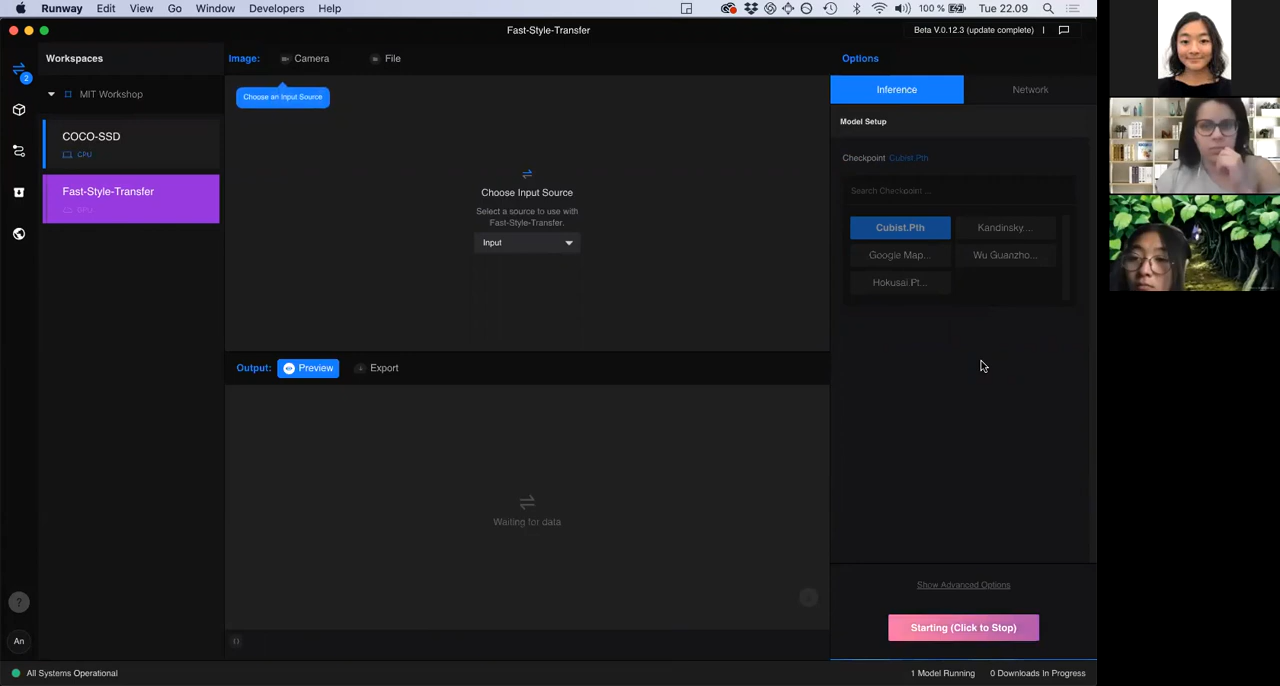 Runway Edit View Go Window Developers Help 100 % Tue 22.09
Fast-Style-Transfer
Beta V.0.12.3 (update complete)
Workspaces
Image: Camera File
Options
Choose an Input Source
Inference Network
2
MIT Workshop
Model Setup
COCO-SSD
CPU
Checkpoint Cubist.Pth
Fast-Style-Transfer
GPU
Choose Input Source
Search Checkpoint ...
Select a source to use with
Fast-Style-Transfer.
Cubist.Pth Kandinsky....
Input
Google Map... Wu Guanzho...
Hokusai.Pt...
Output: Preview Export
Waiting for data
Show Advanced Options
?
Starting (Click to Stop)
An
All Systems Operational
1 Model Running 0 Downloads In Progress